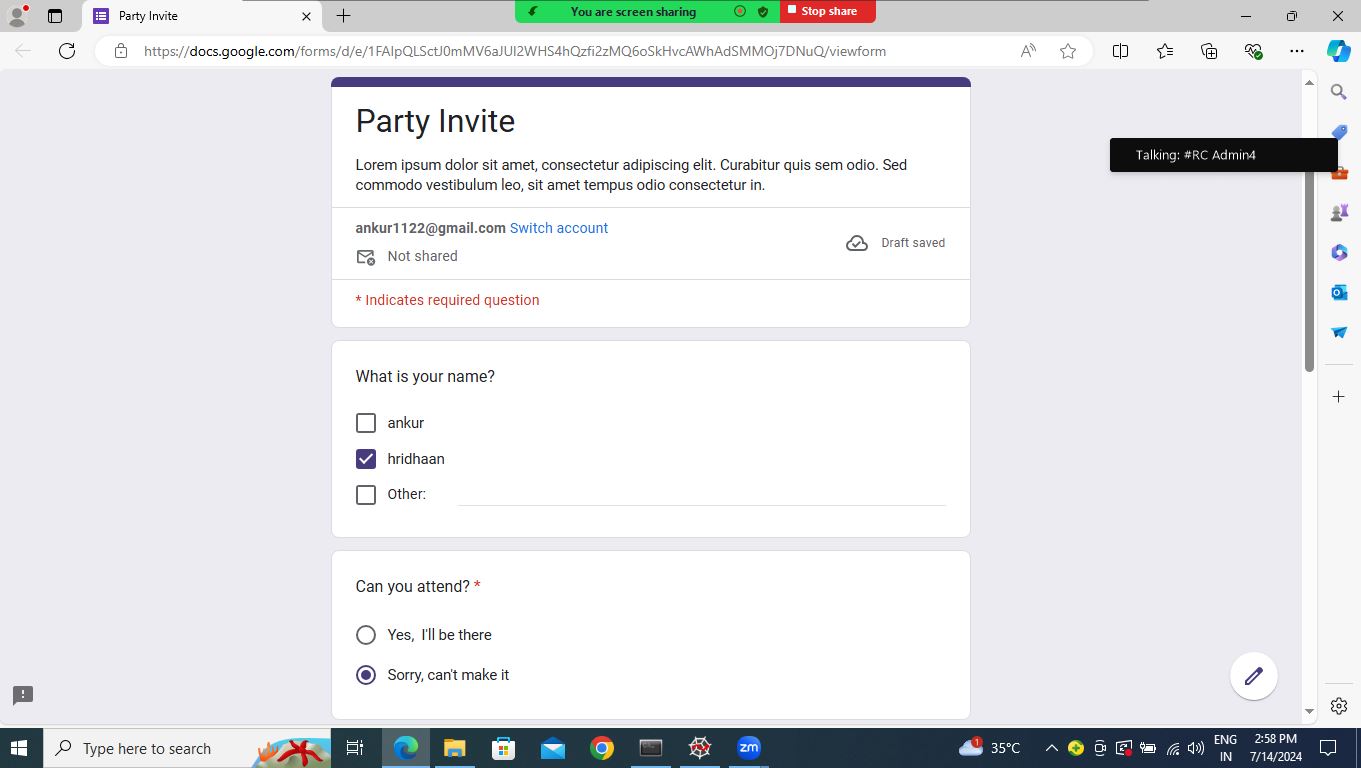 Party Invite
You are screen sharing
Stop share
https://docs.google.com/forms/d/e/1FAIpQLSctJ0mMV6aJUI2WHS4hQzfi2zMQ6oSkHvcAWhAdSMMOj7DNuQ/viewform
Party Invite
Talking: #RC Admin4
Lorem ipsum dolor sit amet, consectetur adipiscing elit. Curabitur quis sem odio. Sed
commodo vestibulum leo, sit amet tempus odio consectetur in.
ankur1122@gmail.com Switch account
Draft saved
Not shared
* Indicates required question
What is your name?
ankur
hridhaan
Other:
Can you attend? *
Yes,  I'll be there
Sorry, can't make it
Type here to search
zm
1
35°C
ENG
IN
2:58 PM
7/14/2024